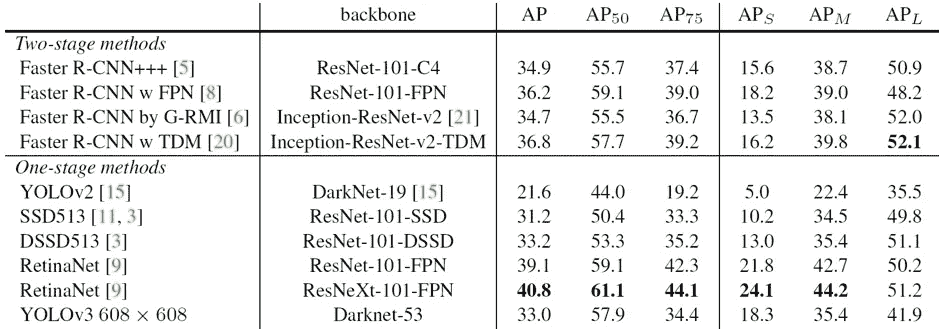 backbone AP AP50 AP75 APS APM APL
Two-stage methods
Faster R-CNN+++ [5] ResNet-101-C4 34.9 55.7 37.4 15.6 38.7 50.9
Faster R-CNN w FPN [8] ResNet-101-FPN 36.2 59.1 39.0 18.2 39.0 48.2
Faster R-CNN by G-RMI [6] Inception-ResNet-v2 [21] 34.7 55.5 36.7 13.5 38.1 52.0
Faster R-CNN w TDM [20] Inception-ResNet-v2-TDM 36.8 57.7 39.2 16.2 39.8 52.1
One-stage methods
YOLOv2 [15] DarkNet-19 [15] 21.6 44.0 19.2 5.0 22.4 35.5
SSD513 [11, 3] ResNet-101-SSD 31.2 50.4 33.3 10.2 34.5 49.8
DSSD513 [3] ResNet-101-DSSD 33.2 53.3 35.2 13.0 35.4 51.1
RetinaNet [9] ResNet-101-FPN 39.1 59.1 42.3 21.8 42.7 50.2
RetinaNet [9] ResNeXt-101-FPN 40.8 61.1 44.1 24.1 44.2 51.2
YOLOv3 608 × 608 Darknet-53 33.0 57.9 34.4 18.3 35.4 41.9